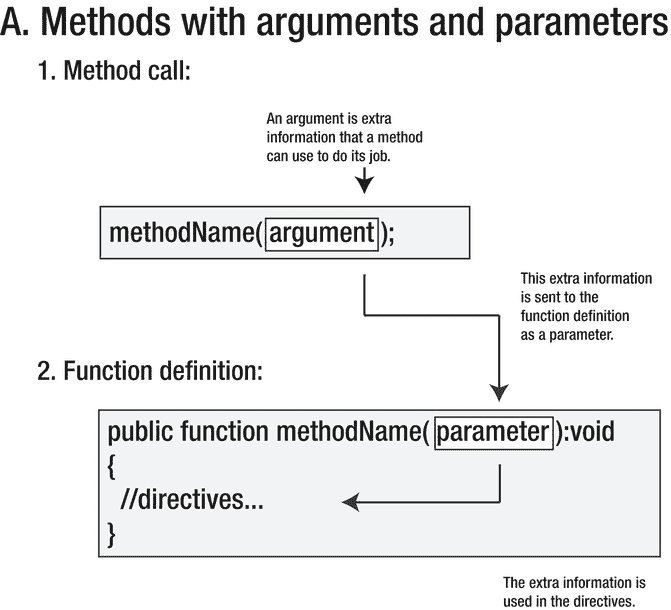 A. Methods with arguments and parameters
1. Method call:
An argument is extra
information that a method
can use to do its job.
methodName(argument);
This extra information
is sent to the
function definition
as a parameter.
2. Function definition:
public function methodName(parameter):void
{
//directives...
}
The extra information is
used in the directives.